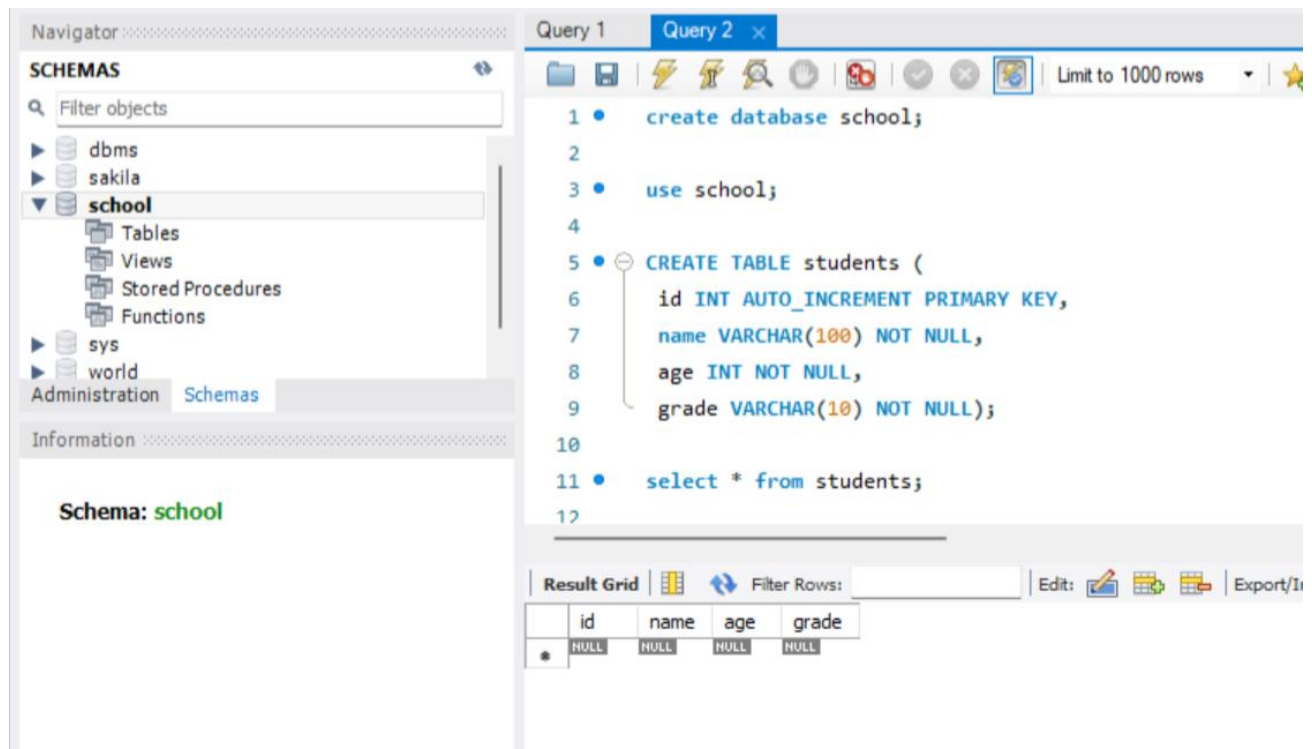 Navigator
SCHEMAS
Filter objects
dbms
sakila
school
Tables
Views
Stored Procedures
Functions
sys
world
Administration Schemas
Information
Schema: school
Query 1 Query 2
Limit to 1000 rows
1 create database school;
2
3 use school;
4
5 CREATE TABLE students (
6 id INT AUTO_INCREMENT PRIMARY KEY,
7 name VARCHAR(100) NOT NULL,
8 age INT NOT NULL,
9 grade VARCHAR(10) NOT NULL);
10
11 select * from students;
12
Result Grid Filter Rows: Edit: Export/I
id name age grade
* NULL NULL NULL NULL